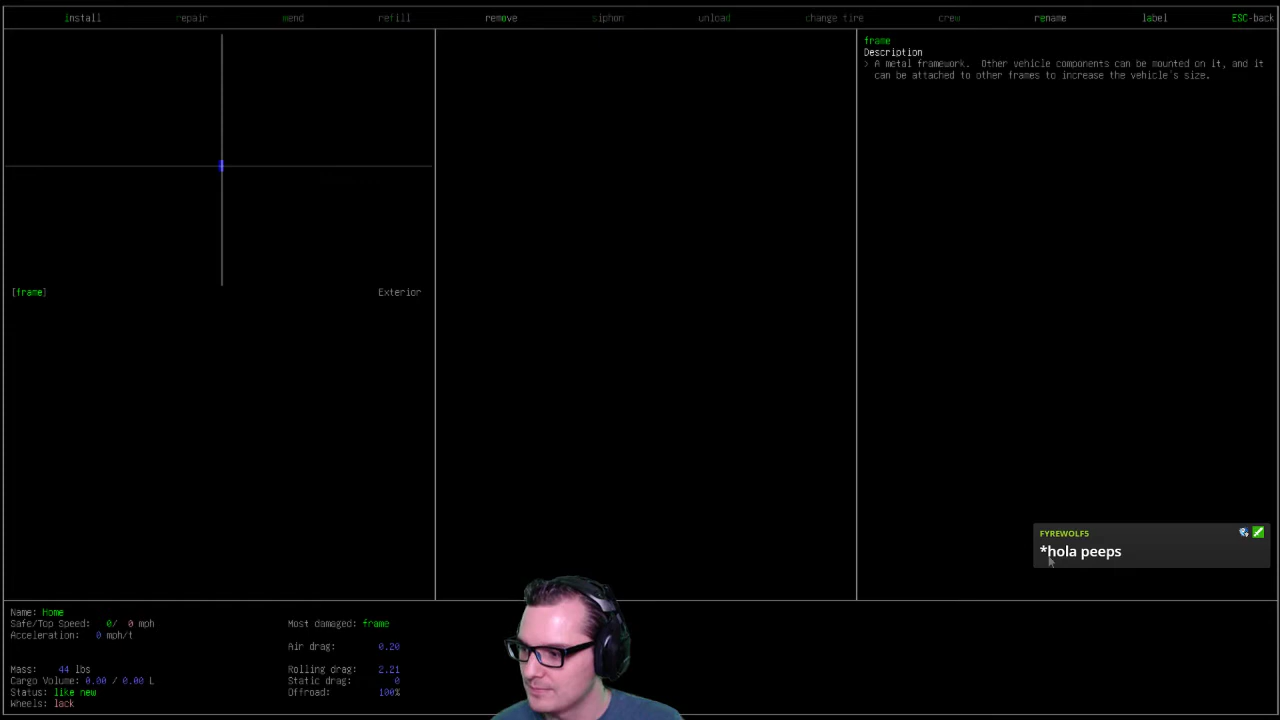 install repair mend refill remove siphon unload change tire crew rename label ESC-back
frame
Description
> A metal framework.  Other vehicle components can be mounted on it, and it
can be attached to other frames to increase the vehicle's size.
[frame] Exterior
FYREWOLF5
*hola peeps
Name: Home
Safe/Top Speed: 0/ 0 mph
Acceleration: 0 mph/t
Mass: 44 lbs
Cargo Volume: 0.00 / 0.00 L
Status: like new
Wheels: lack
Most damaged: frame
Air drag: 0.20
Rolling drag: 2.21
Static drag: 0
Offroad: 100%